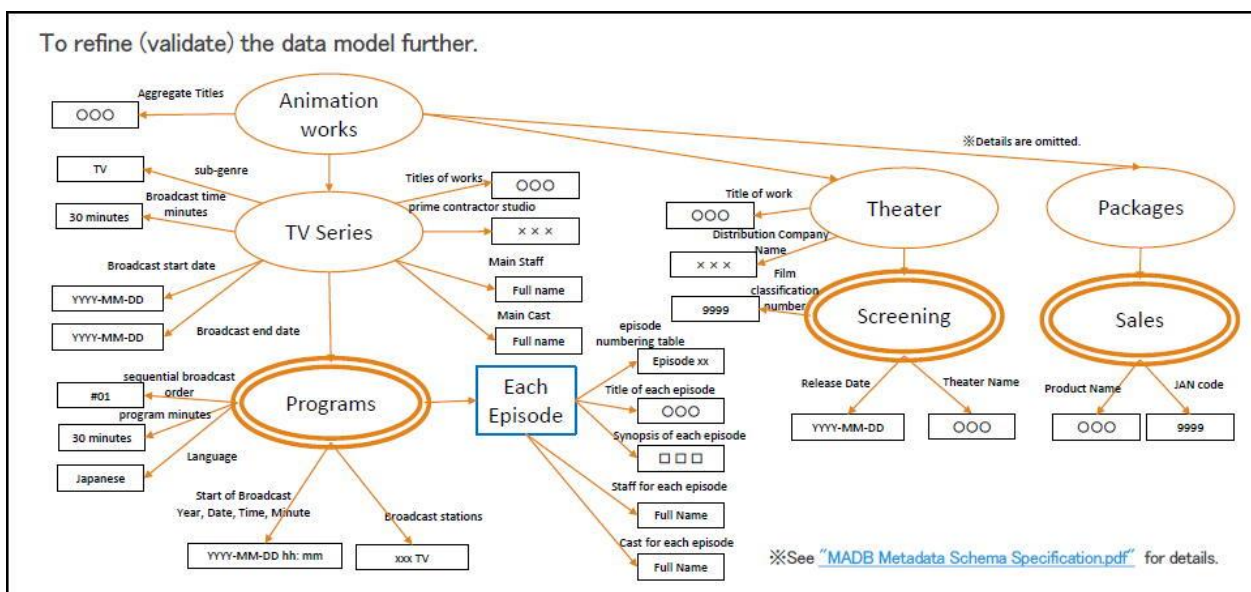 To refine (validate) the data model further.
Aggregate Titles
○○○
Animation
works
※Details are omitted.
TV
sub-genre
Broadcast time
minutes
30 minutes
Titles of works
○○○
prime contractor studio
× × ×
TV Series
Title of work
○○○
Theater
Packages
Distribution Company
Name
× × ×
Film
classification
number
9999
Broadcast start date
YYYY-MM-DD
Broadcast end date
YYYY-MM-DD
Main Staff
Full name
Main Cast
Full name
Screening
Sales
sequential broadcast
order
#01
program minutes
30 minutes
Language
Japanese
Programs
Each
Episode
episode
numbering table
Episode xx
Title of each episode
○○○
Synopsis of each episode
□ □ □
Staff for each episode
Full Name
Cast for each episode
Full Name
Release Date
YYYY-MM-DD
Theater Name
○○○
Product Name
○○○
JAN code
9999
Start of Broadcast
Year, Date, Time, Minute
YYYY-MM-DD hh: mm
Broadcast stations
xxx TV
※See "MADB Metadata Schema Specification.pdf" for details.